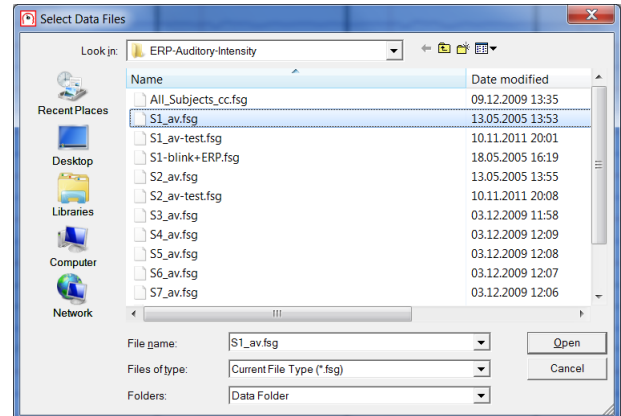 Select Data Files
Look in: ERP-Auditory-Intensity
Name Date modified
All_Subjects_cc.fsg 09.12.2009 13:35
S1_av.fsg 13.05.2005 13:53
S1_av-test.fsg 10.11.2011 20:01
S1-blink+ERP.fsg 18.05.2005 16:19
S2_av.fsg 13.05.2005 13:55
S2_av-test.fsg 10.11.2011 20:08
S3_av.fsg 03.12.2009 11:58
S4_av.fsg 03.12.2009 12:09
S5_av.fsg 03.12.2009 12:08
S6_av.fsg 03.12.2009 12:07
S7_av.fsg 03.12.2009 12:06
Recent Places
Desktop
Libraries
Computer
Network
File name: S1_av.fsg Open
Files of type: Current File Type (*.fsg) Cancel
Folders: Data Folder